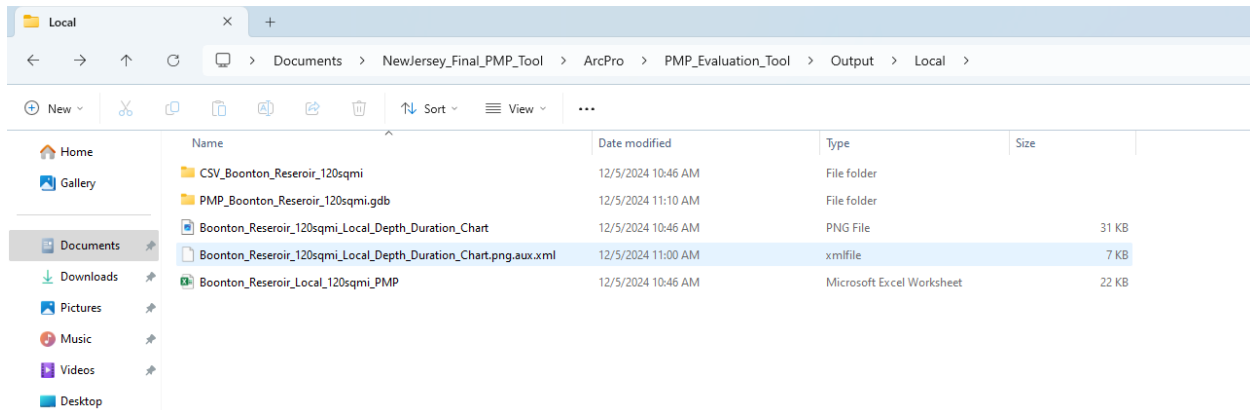 Local
Documents > NewJersey_Final_PMP_Tool > ArcPro > PMP_Evaluation_Tool > Output > Local >
New Sort View ...
Home
Gallery
Documents
Downloads
Pictures
Music
Videos
Desktop
Name Date modified Type Size
CSV_Boonton_Reseroir_120sqmi 12/5/2024 10:46 AM File folder
PMP_Boonton_Reseroir_120sqmi.gdb 12/5/2024 11:10 AM File folder
Boonton_Reseroir_120sqmi_Local_Depth_Duration_Chart 12/5/2024 10:46 AM PNG File 31 KB
Boonton_Reseroir_120sqmi_Local_Depth_Duration_Chart.png.aux.xml 12/5/2024 11:00 AM xmlfile 7 KB
Boonton_Reseroir_Local_120sqmi_PMP 12/5/2024 10:46 AM Microsoft Excel Worksheet 22 KB